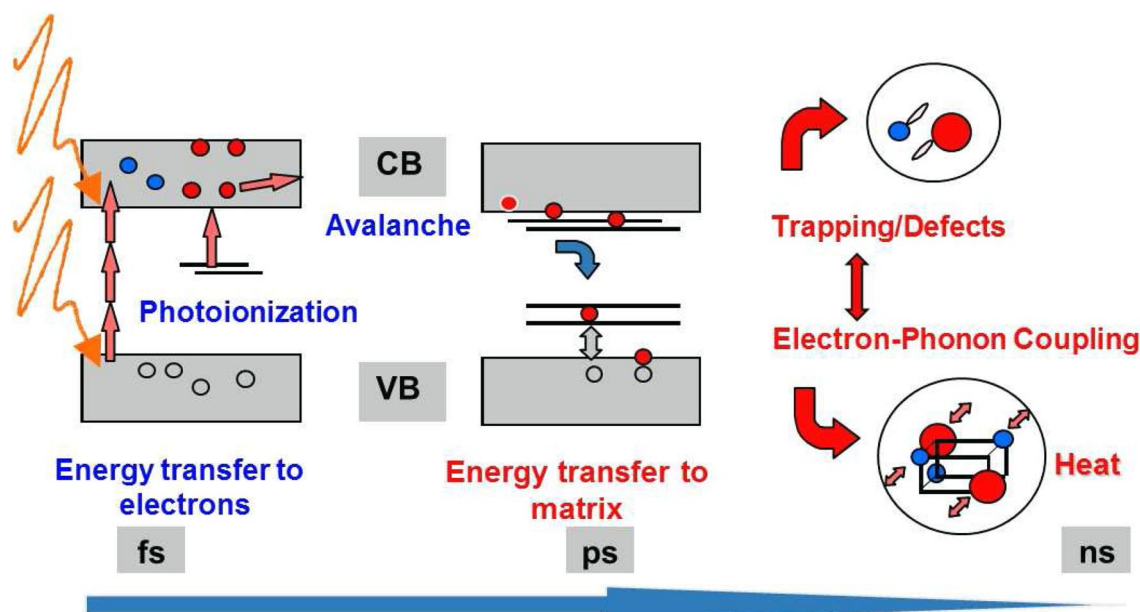 CB
Avalanche
Photoionization
VB
Energy transfer to
electrons
fs
Energy transfer to
matrix
ps
Trapping/Defects
Electron-Phonon Coupling
Heat
ns